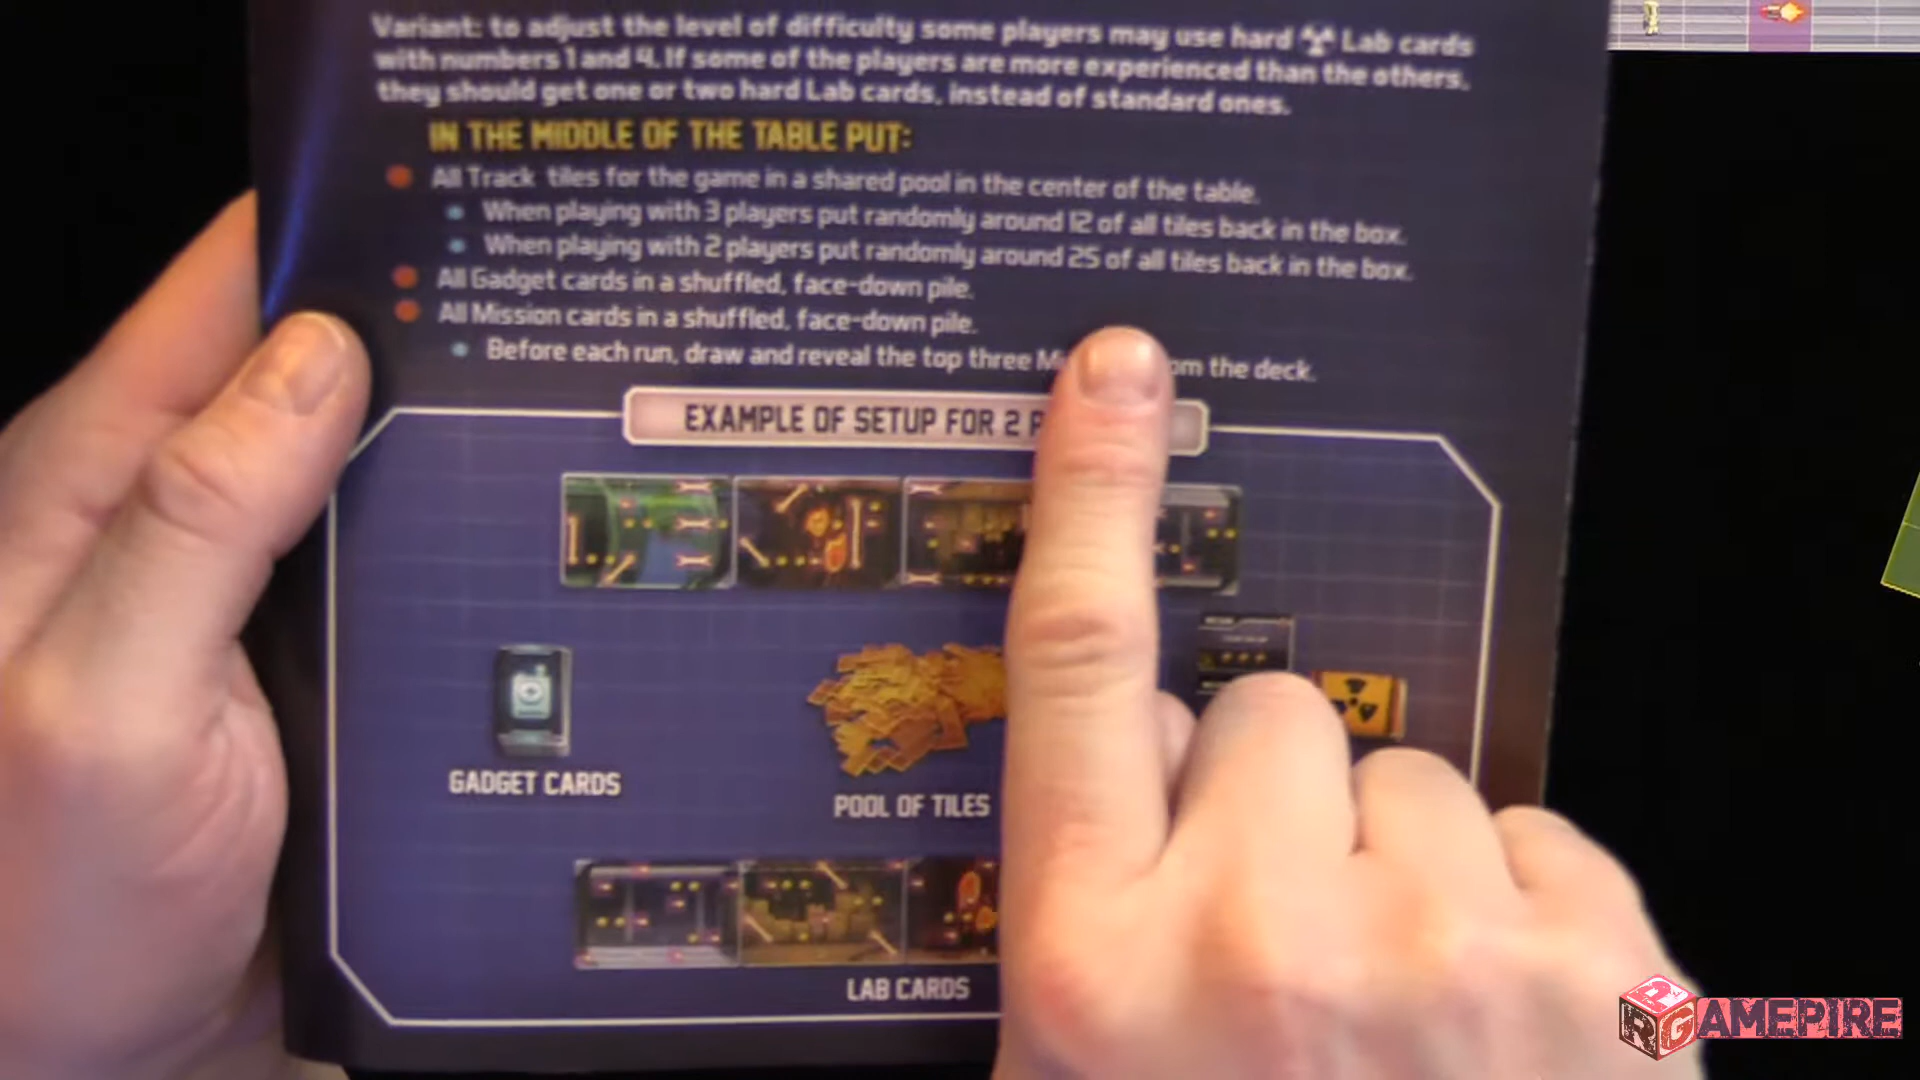 Variant: to adjust the level of difficulty some players may use hard Lab cards
with numbers 1 and 4. If some of the players are more experienced than the others,
they should get one or two hard Lab cards, instead of standard ones.
IN THE MIDDLE OF THE TABLE PUT:
All Track tiles for the game in a shared pool in the center of the table.
When playing with 3 players put randomly around 12 of all tiles back in the box.
When playing with 2 players put randomly around 25 of all tiles back in the box.
All Gadget cards in a shuffled, face-down pile.
All Mission cards in a shuffled, face-down pile.
Before each run, draw and reveal the top three from the deck.
EXAMPLE OF SETUP FOR 2
GADGET CARDS
POOL OF TILES
LAB CARDS
RPGAMEPIRE